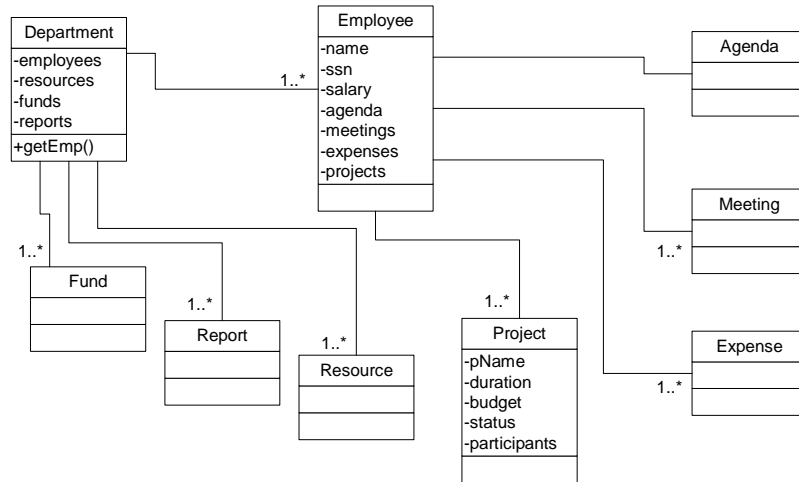 Department
-employees
-resources
-funds
-reports
+getEmp()
1..*
Employee
-name
-ssn
-salary
-agenda
-meetings
-expenses
-projects
Agenda
Meeting
1..*
1..*
Fund
1..*
Report
1..*
Resource
1..*
Project
-pName
-duration
-budget
-status
-participants
Expense
1..*